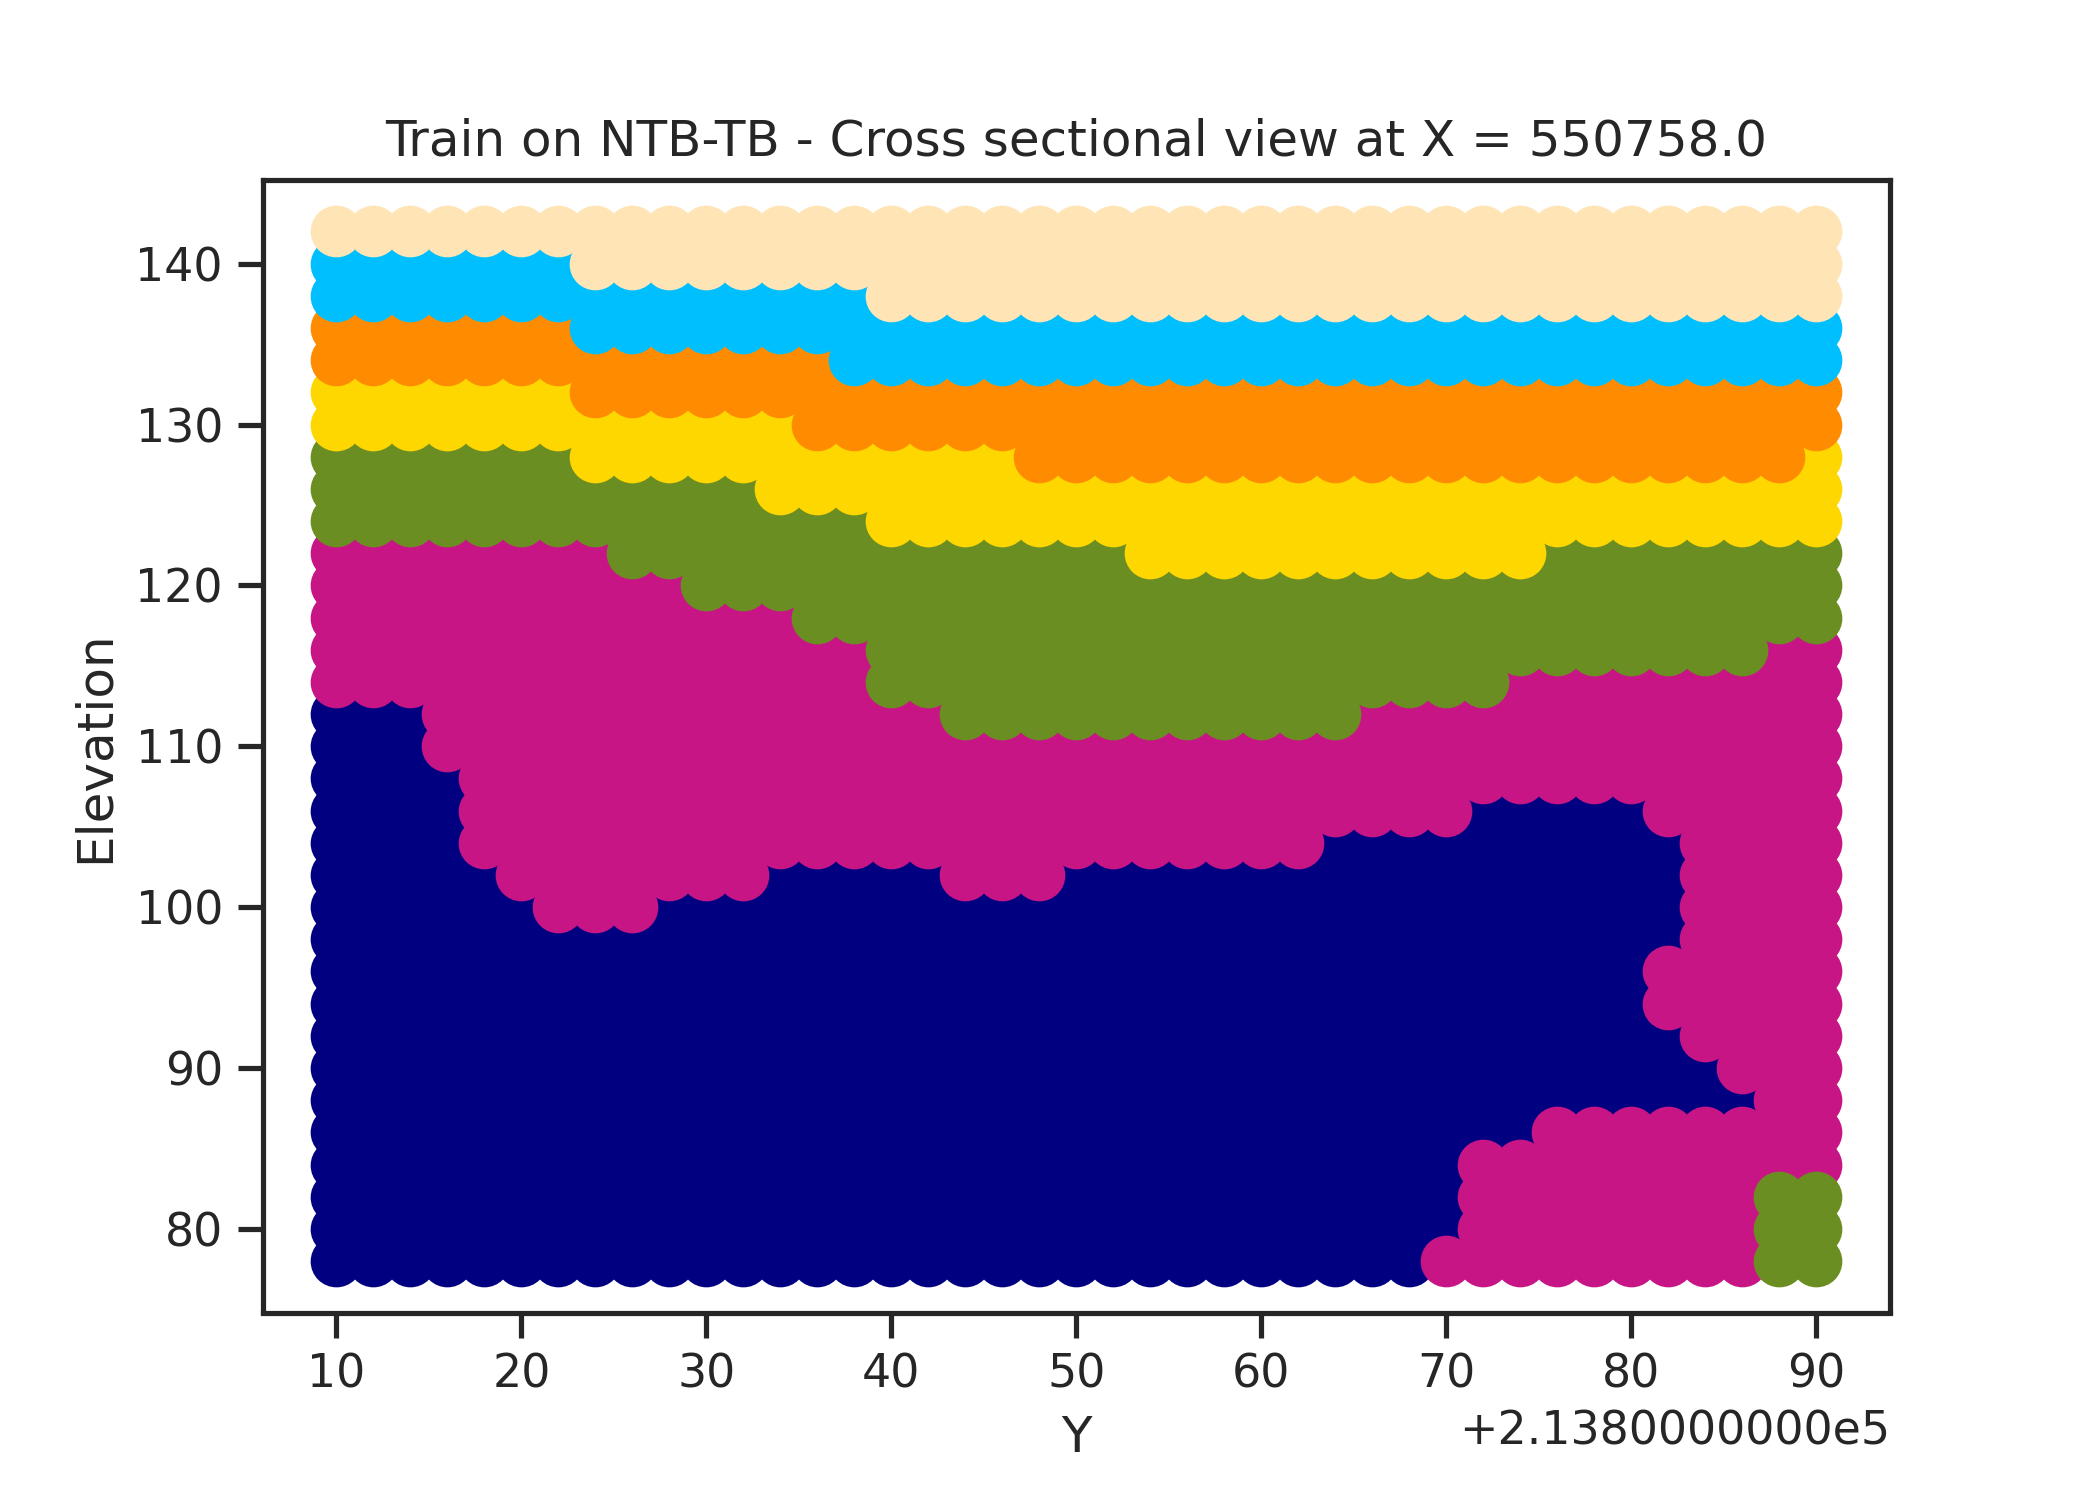 Train on NTB-TB - Cross sectional view at X = 550758.0
140
130
120
110
100
90
80
Elevation
10 20 30 40 50 60 70 80 90
Y
+2.1380000000e5